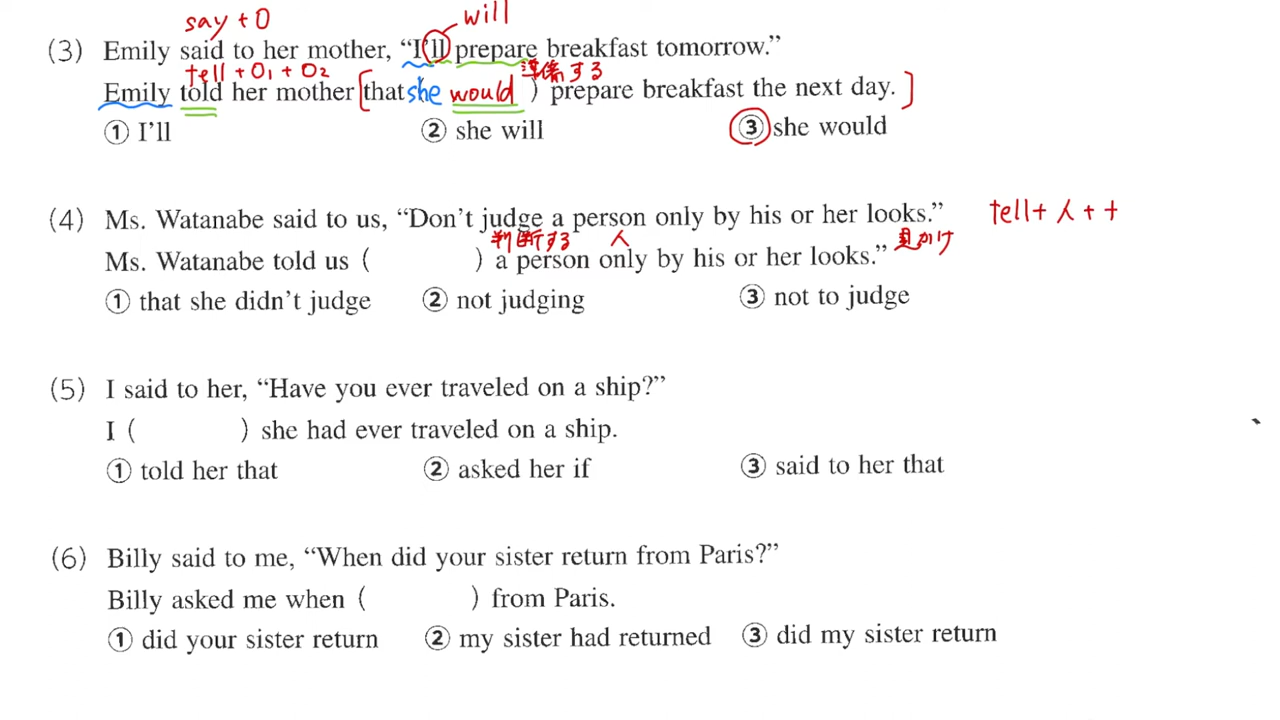 say + O will
(3) Emily said to her mother, “I’ll prepare breakfast tomorrow.”
tell + O1 + O2 準備する
Emily told her mother [that she would ) prepare breakfast the next day. ]
① I’ll ② she will ③ she would
(4) Ms. Watanabe said to us, “Don’t judge a person only by his or her looks.” tell + 人 + t
判断する 人 見かけ
Ms. Watanabe told us ( ) a person only by his or her looks.”
① that she didn’t judge ② not judging ③ not to judge
(5) I said to her, “Have you ever traveled on a ship?”
I ( ) she had ever traveled on a ship.
① told her that ② asked her if ③ said to her that
(6) Billy said to me, “When did your sister return from Paris?”
Billy asked me when ( ) from Paris.
① did your sister return ② my sister had returned ③ did my sister return